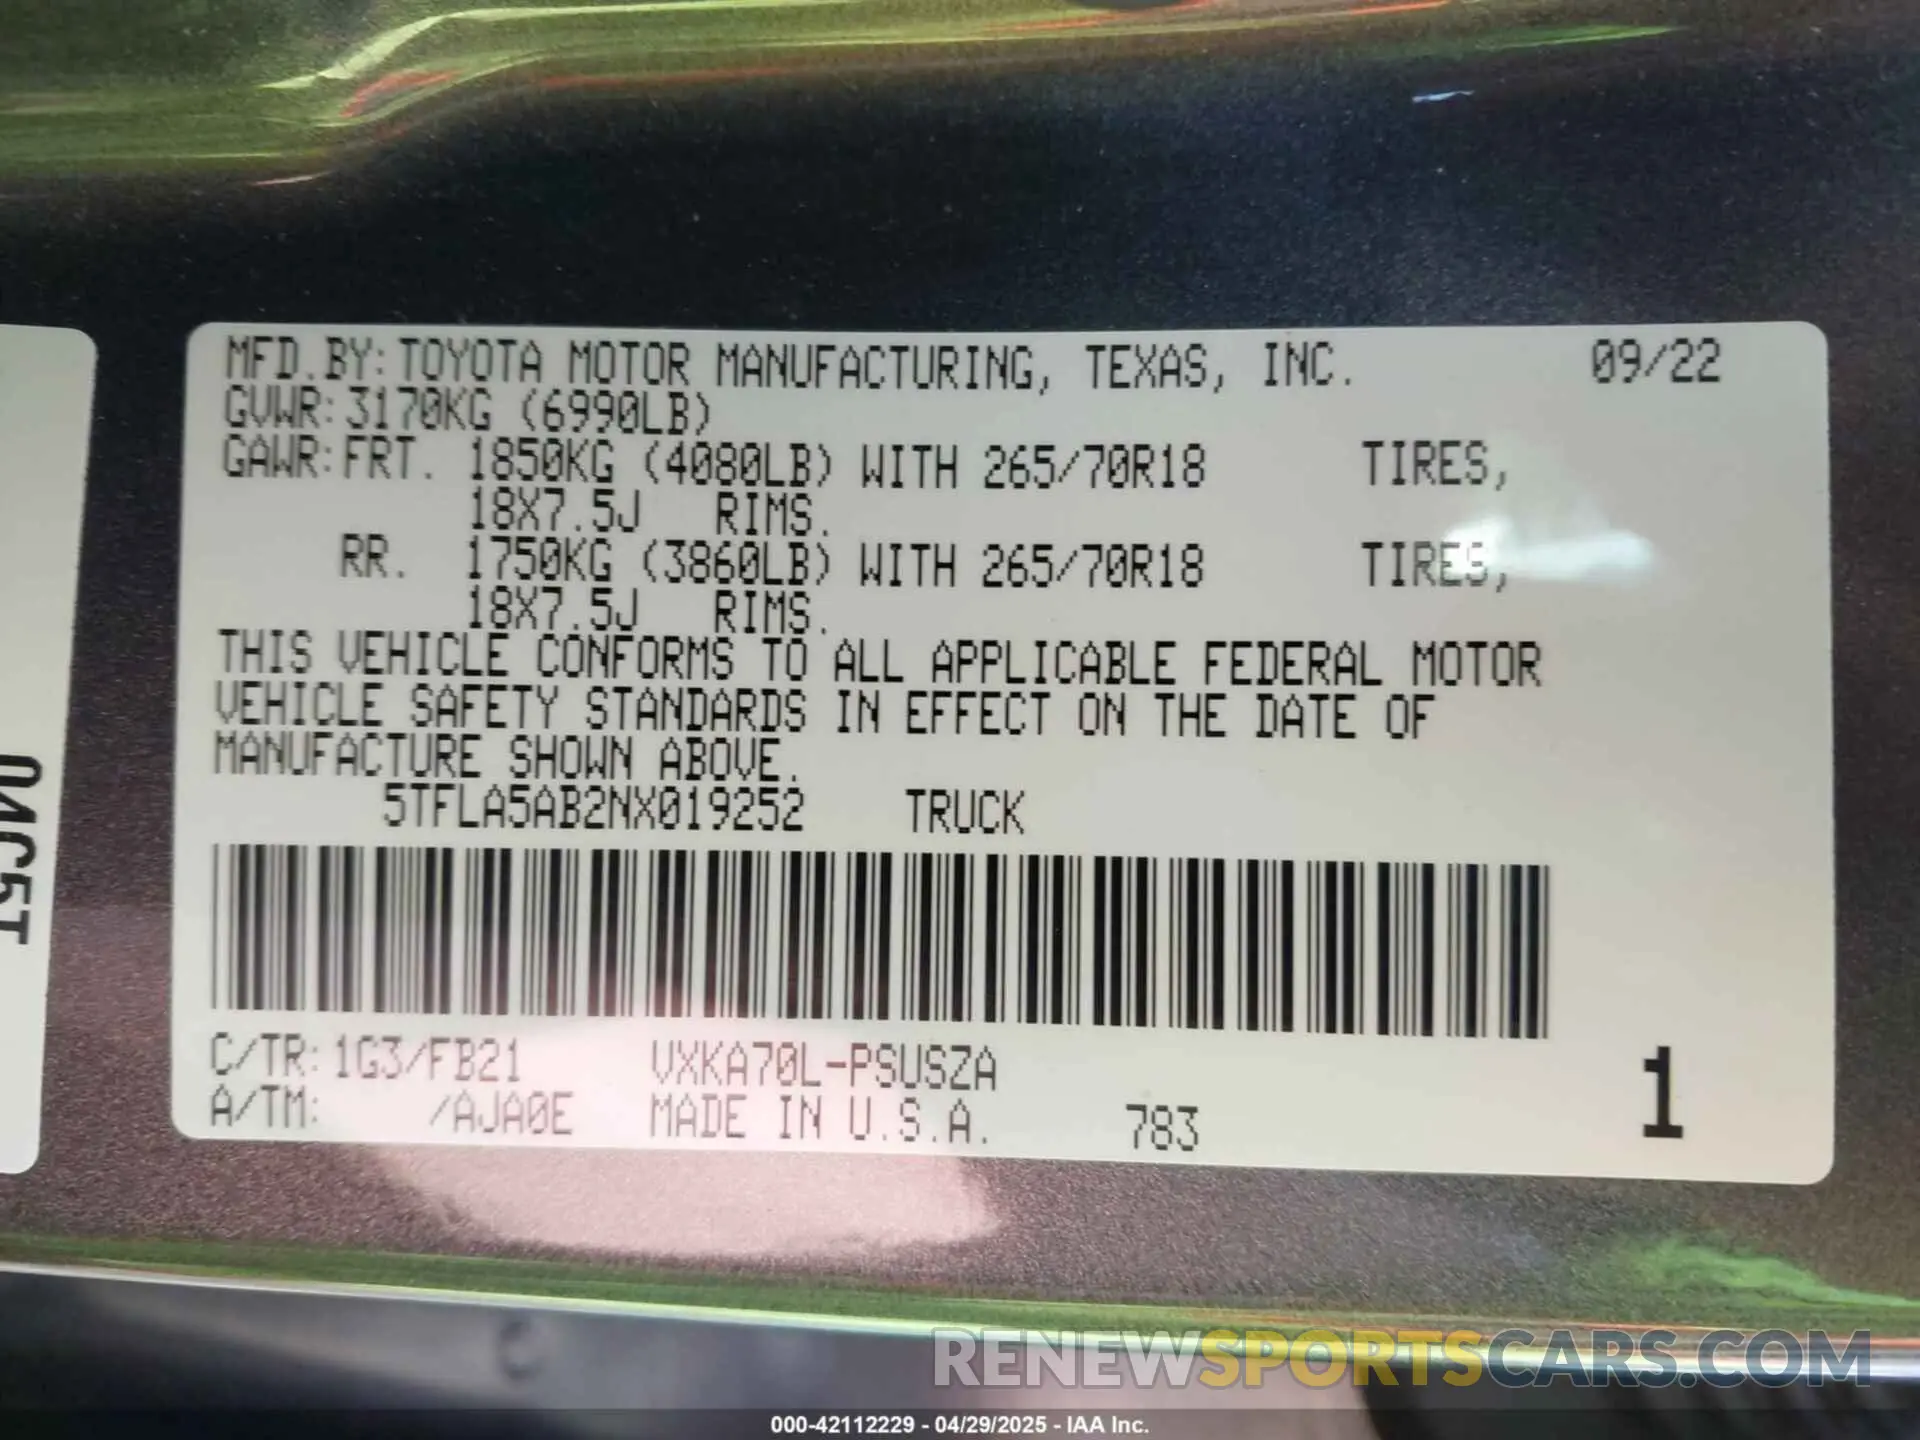 MFD.BY:TOYOTA MOTOR MANUFACTURING, TEXAS, INC. 09/22
GVWR:3170KG (6990LB)
GAWR:FRT. 1850KG (4080LB) WITH 265/70R18 TIRES,
18X7.5J RIMS.
RR. 1750KG (3860LB) WITH 265/70R18 TIRES,
18X7.5J RIMS.
THIS VEHICLE CONFORMS TO ALL APPLICABLE FEDERAL MOTOR
VEHICLE SAFETY STANDARDS IN EFFECT ON THE DATE OF
MANUFACTURE SHOWN ABOVE.
5TFLA5AB2NX019252 TRUCK
C/TR:1G3/FB21 VXKA70L-PSUSZA
A/TM: /AJA0E MADE IN U.S.A. 783
1
RENEWSPORTSCARS.COM
000-42112229 - 04/29/2025 - IAA Inc.